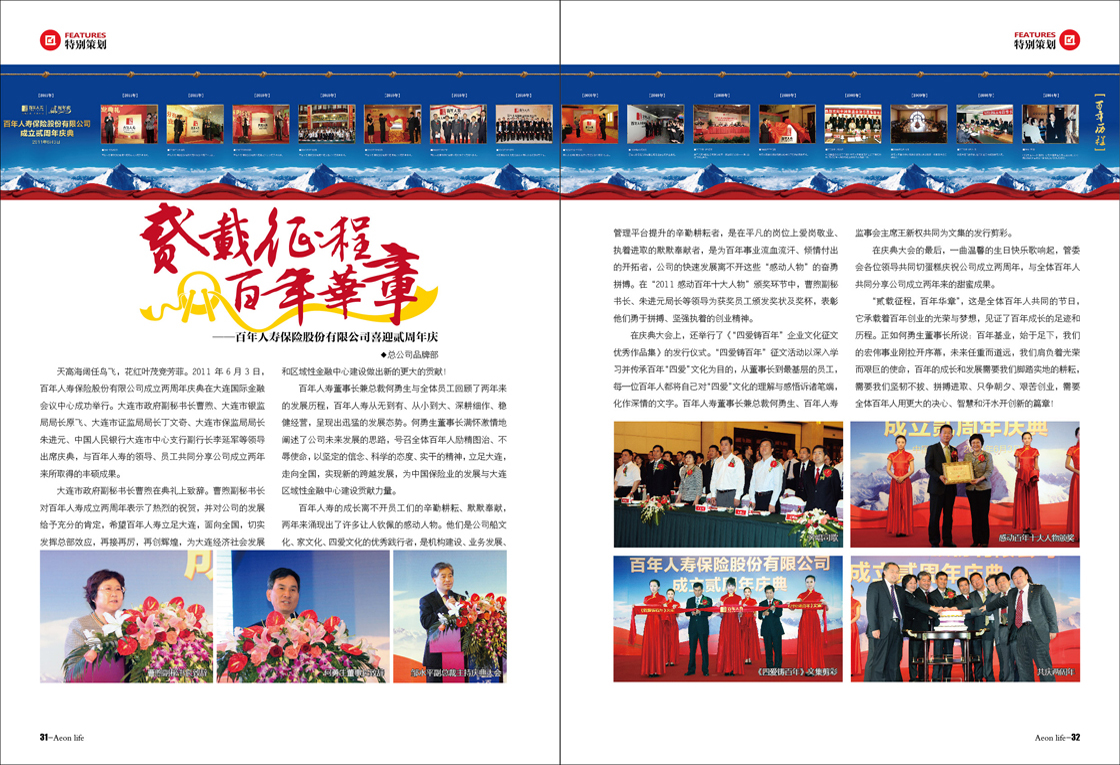 FEATURES
特别策划
FEATURES
特别策划
百年人寿保险股份有限公司
成立贰周年庆典
百年历程
贰载征程
百年華章
——百年人寿保险股份有限公司喜迎贰周年庆
◆总公司品牌部
天高海阔任鸟飞，花红叶茂竞芳菲。2011 年 6 月 3 日，
百年人寿保险股份有限公司成立两周年庆典在大连国际金融
会议中心成功举行。大连市政府副秘书长曹煦、大连市银监
局局长原飞、大连市证监局局长丁文奇、大连市保监局局长
朱进元、中国人民银行大连市中心支行副行长李延军等领导
出席庆典，与百年人寿的领导、员工共同分享公司成立两年
来所取得的丰硕成果。
大连市政府副秘书长曹煦在典礼上致辞。曹煦副秘书长
对百年人寿成立两周年表示了热烈的祝贺，并对公司的发展
给予充分的肯定，希望百年人寿立足大连，面向全国，切实
发挥总部效应，再接再厉，再创辉煌，为大连经济社会发展
和区域性金融中心建设做出新的更大的贡献！
百年人寿董事长兼总裁何勇生与全体员工回顾了两年来
的发展历程，百年人寿从无到有、从小到大、深耕细作、稳
健经营，呈现出迅猛的发展态势。何勇生董事长满怀激情地
阐述了公司未来发展的思路，号召全体百年人励精图治、不
辱使命，以坚定的信念、科学的态度、实干的精神，立足大连，
走向全国，实现新的跨越发展，为中国保险业的发展与大连
区域性金融中心建设贡献力量。
百年人寿的成长离不开员工们的辛勤耕耘、默默奉献，
两年来涌现出了许多让人钦佩的感动人物。他们是公司船文
化、家文化、四爱文化的优秀践行者，是机构建设、业务发展、
管理平台提升的辛勤耕耘者，是在平凡的岗位上爱岗敬业、
执着进取的默默奉献者，是为百年事业流血流汗、倾情付出
的开拓者，公司的快速发展离不开这些“感动人物”的奋勇
拼搏。在“2011 感动百年十大人物”颁奖环节中，曹煦副秘
书长、朱进元局长等领导为获奖员工颁发奖状及奖杯，表彰
他们勇于拼搏、坚强执着的创业精神。
在庆典大会上，还举行了《“四爱铸百年”企业文化征文
优秀作品集》的发行仪式。“四爱铸百年”征文活动以深入学
习并传承百年“四爱”文化为目的，从董事长到最基层的员工，
每一位百年人都将自己对“四爱”文化的理解与感悟诉诸笔端，
化作深情的文字。百年人寿董事长兼总裁何勇生、百年人寿
监事会主席王新权共同为文集的发行剪彩。
在庆典大会的最后，一曲温馨的生日快乐歌响起，管委
会各位领导共同切蛋糕庆祝公司成立两周年，与全体百年人
共同分享公司成立两年来的甜蜜成果。
“贰载征程，百年华章”，这是全体百年人共同的节日，
它承载着百年创业的光荣与梦想，见证了百年成长的足迹和
历程。正如何勇生董事长所说：百年基业，始于足下，我们
的宏伟事业刚拉开序幕，未来任重而道远，我们肩负着光荣
而艰巨的使命，百年的成长和发展需要我们脚踏实地的耕耘，
需要我们坚韧不拔、拼搏进取、只争朝夕、艰苦创业，需要
全体百年人用更大的决心、智慧和汗水开创新的篇章！
成立贰周年庆典
感动百年十大人物颁奖
百年人寿保险股份有限公司
成立贰周年庆典
《四爱铸百年》文集剪彩
成立贰周年庆典
共庆两周年
31–Aeon life
Aeon life–32